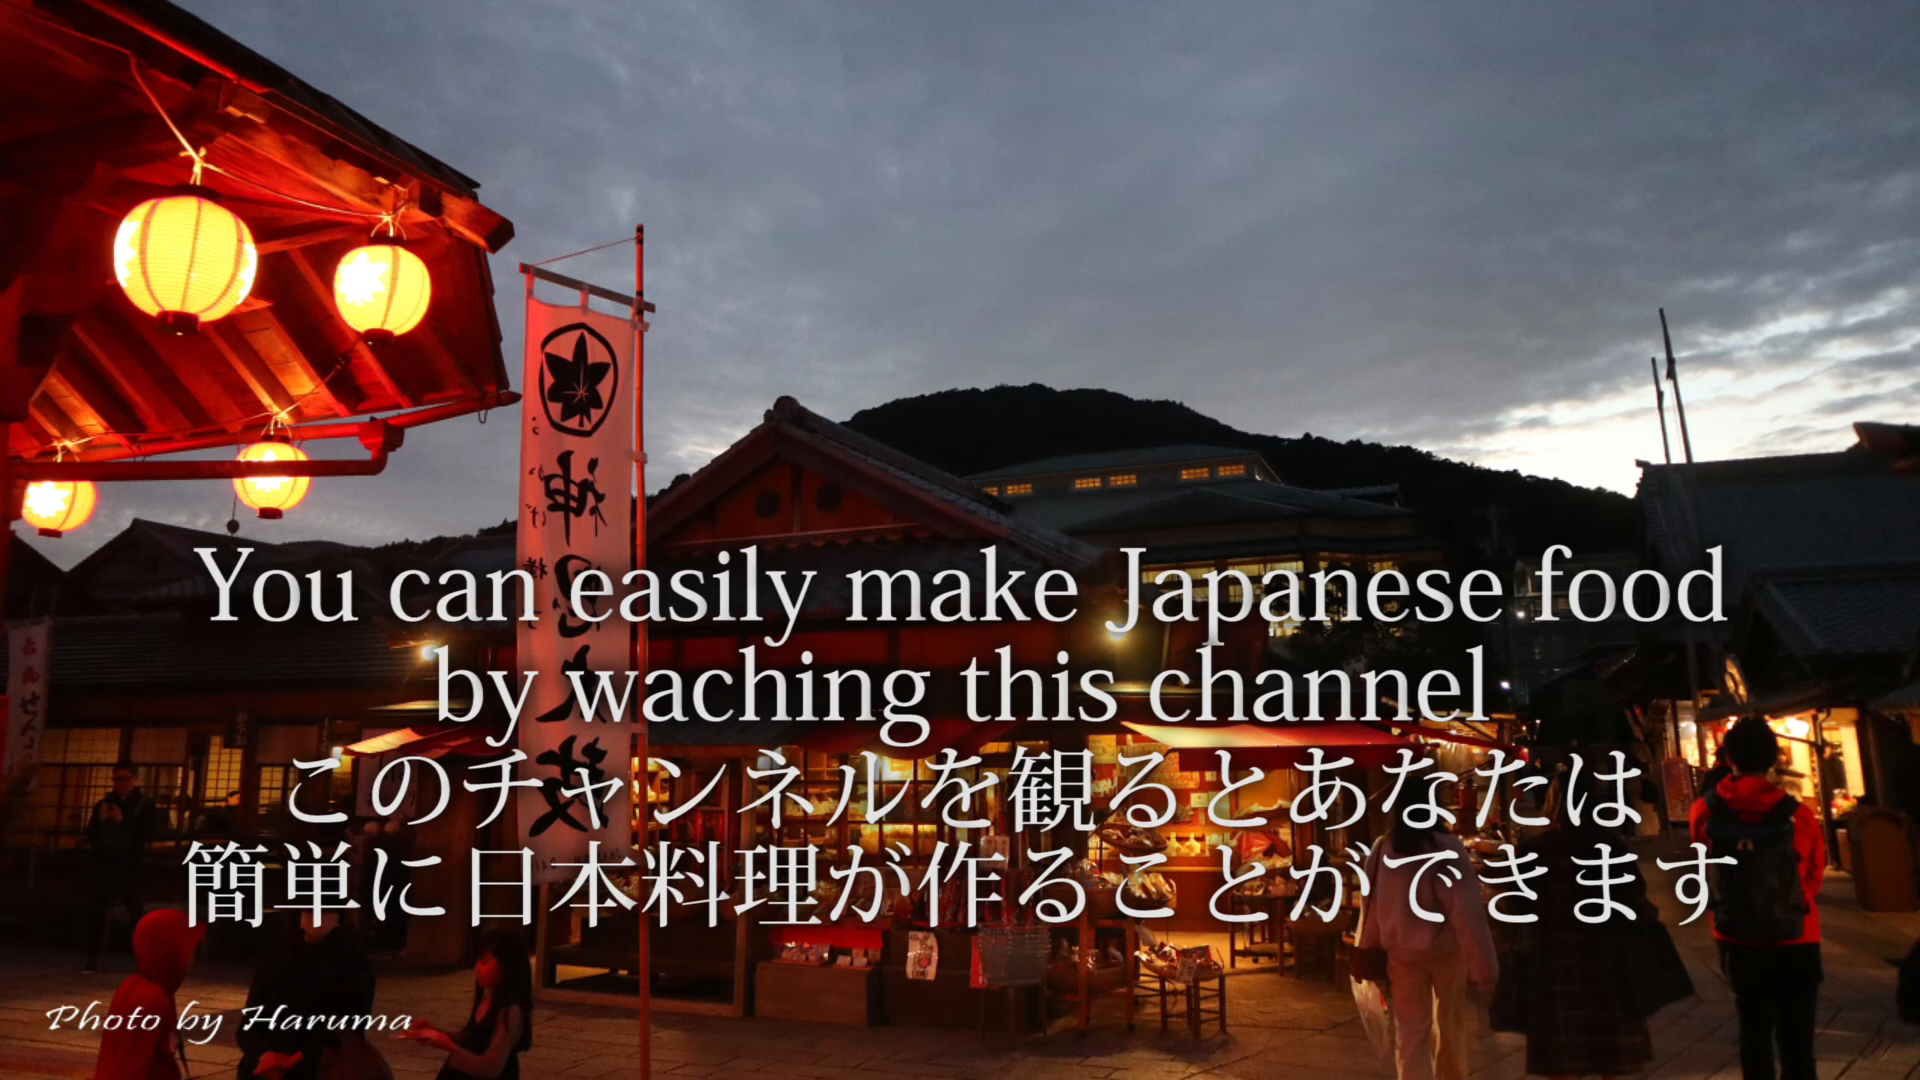 You can easily make Japanese food
by waching this channel
このチャンネルを観るとあなたは
簡単に日本料理が作ることができます
Photo by Haruma